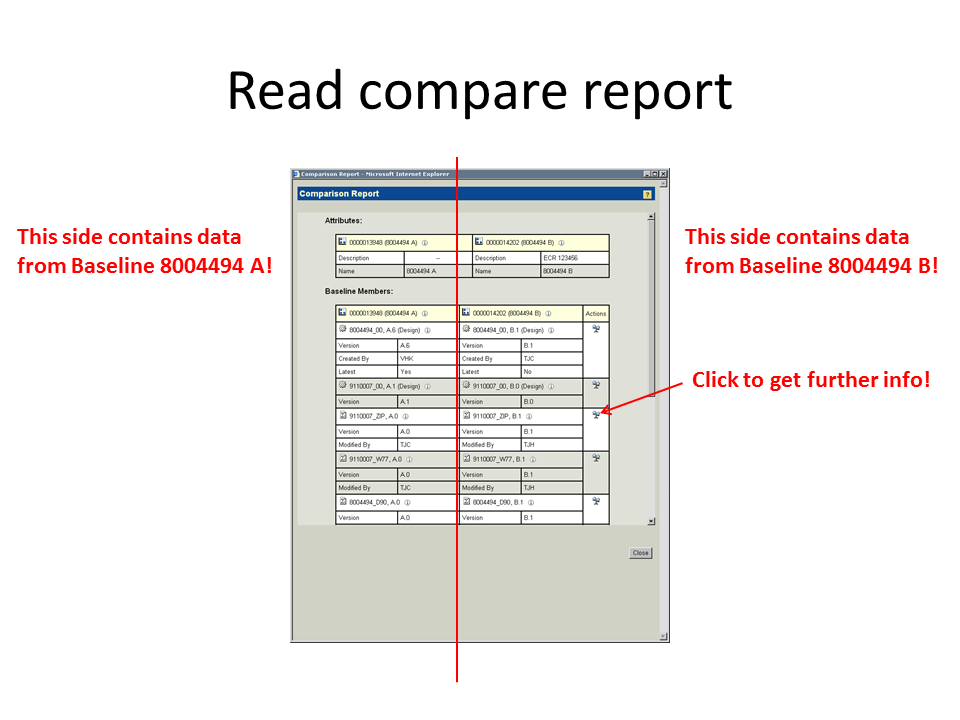 Read compare report
Comparison Report - Microsoft Internet Explorer
Comparison Report
?
This side contains data
from Baseline 8004494 A!
This side contains data
from Baseline 8004494 B!
Attributes:
0000013948 (8004494 A) 0000014202 (8004494 B)
Description -- Description ECR 123456
Name 8004494 A Name 8004494 B
Baseline Members:
0000013948 (8004494 A) 0000014202 (8004494 B) Actions
8004494_00, A.6 (Design) 8004494_00, B.1 (Design)
Version A.6 Version B.1
Created By VHK Created By TJC
Latest Yes Latest No
Click to get further info!
9110007_00, A.1 (Design) 9110007_00, B.0 (Design)
Version A.1 Version B.0
9110007_ZIP, A.0 9110007_ZIP, B.1
Version A.0 Version B.1
Modified By TJC Modified By TJH
9110007_W77, A.0 9110007_W77, B.1
Version A.0 Version B.1
Modified By TJC Modified By TJH
8004494_D90, A.0 8004494_D90, B.1
Version A.0 Version B.1
Close